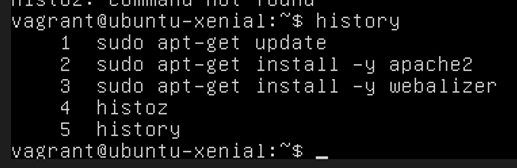 histoz: command not found
vagrant@ubuntu-xenial:~$ history
    1  sudo apt-get update
    2  sudo apt-get install -y apache2
    3  sudo apt-get install -y webalizer
    4  histoz
    5  history
vagrant@ubuntu-xenial:~$ _